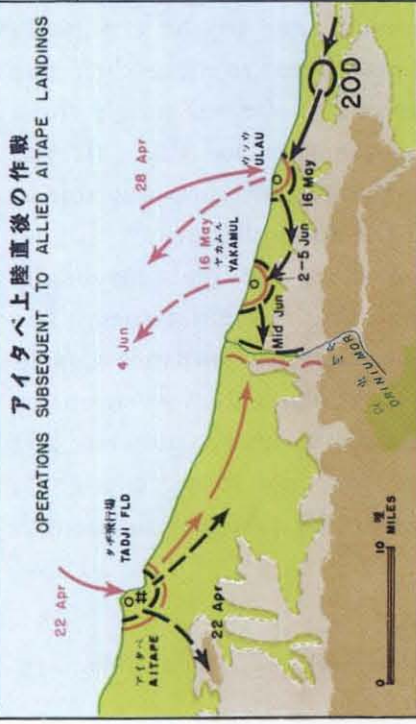 アイタペ上陸直後の作戦
OPERATIONS SUBSEQUENT TO ALLIED AITAPE LANDINGS
22 Apr
タヂ飛行場
TADJI FLD
アイタペ
AITAPE
22 Apr
4 Jun
16 May
ヤカムル
YAKAMUL
28 Apr
ウラウ
ULAU
16 May
2-5 Jun
Mid Jun
20D
DRINIUMOR
0 10 哩
MILES